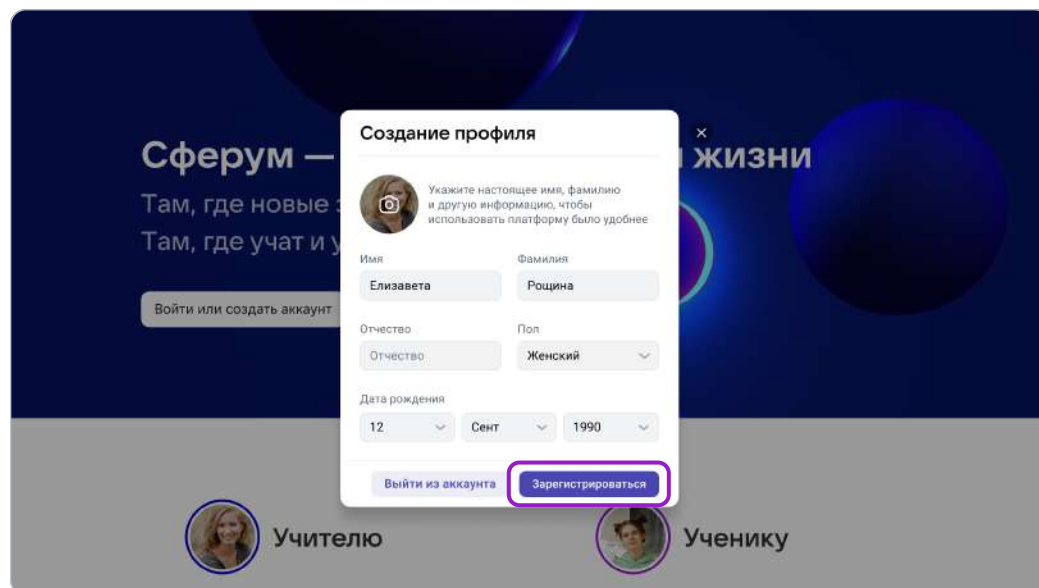 Создание профиля
Сферум —
жизни
Укажите настоящее имя, фамилию
и другую информацию, чтобы
использовать платформу было удобнее
Там, где новые
Там, где учат и у
Имя
Фамилия
Елизавета
Рощина
Войти или создать аккаунт
Отчество
Пол
Отчество
Женский
Дата рождения
12
Сент
1990
Выйти из аккаунта
Зарегистрироваться
Учителю
Ученику